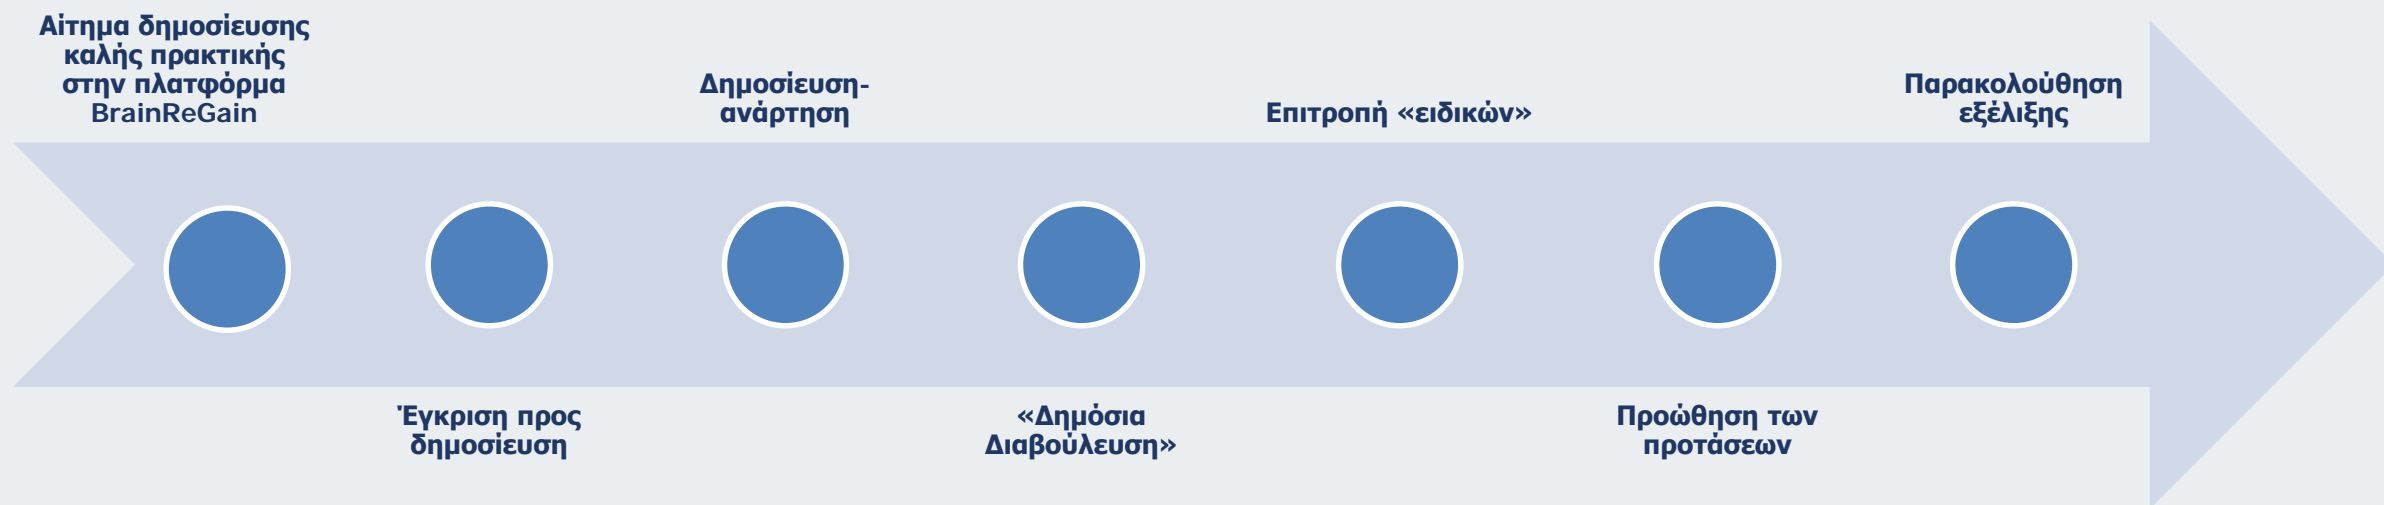 Αίτημα δημοσίευσης
καλής πρακτικής
στην πλατφόρμα
BrainReGain
Έγκριση προς
δημοσίευση
Δημοσίευση-
ανάρτηση
«Δημόσια
Διαβούλευση»
Επιτροπή «ειδικών»
Προώθηση των
προτάσεων
Παρακολούθηση
εξέλιξης